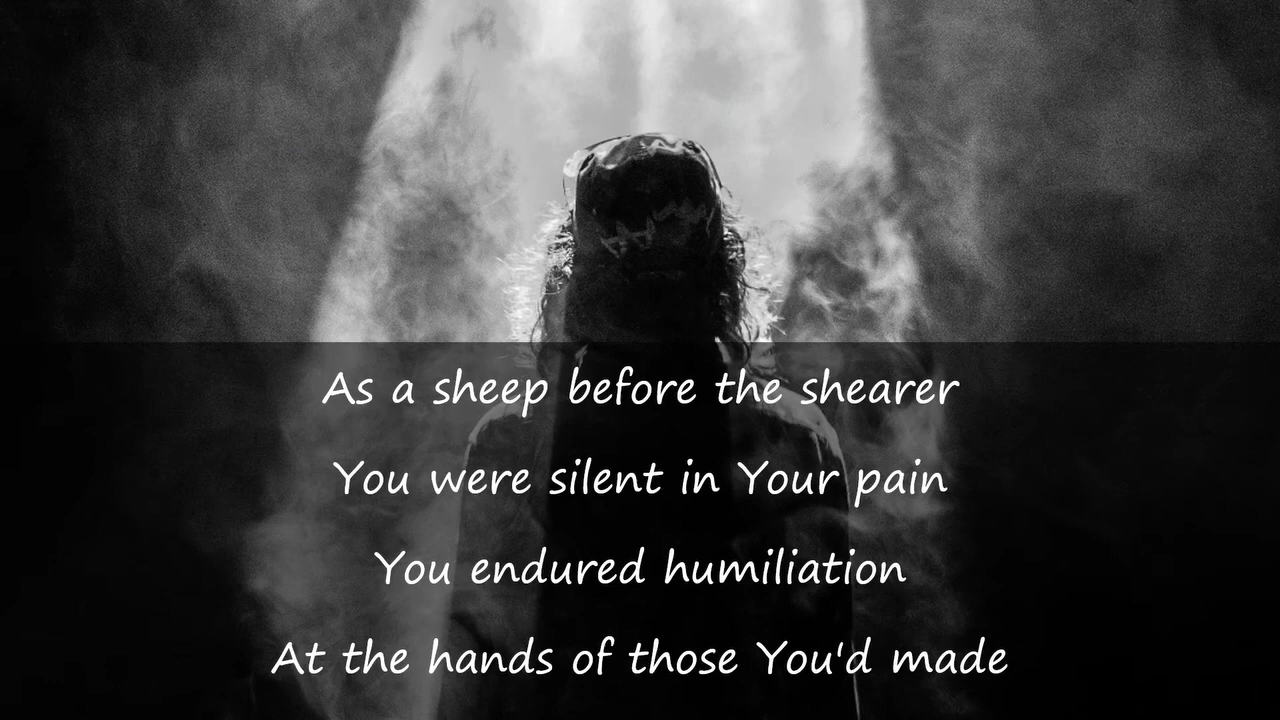 As a sheep before the shearer
You were silent in Your pain
You endured humiliation
At the hands of those You'd made